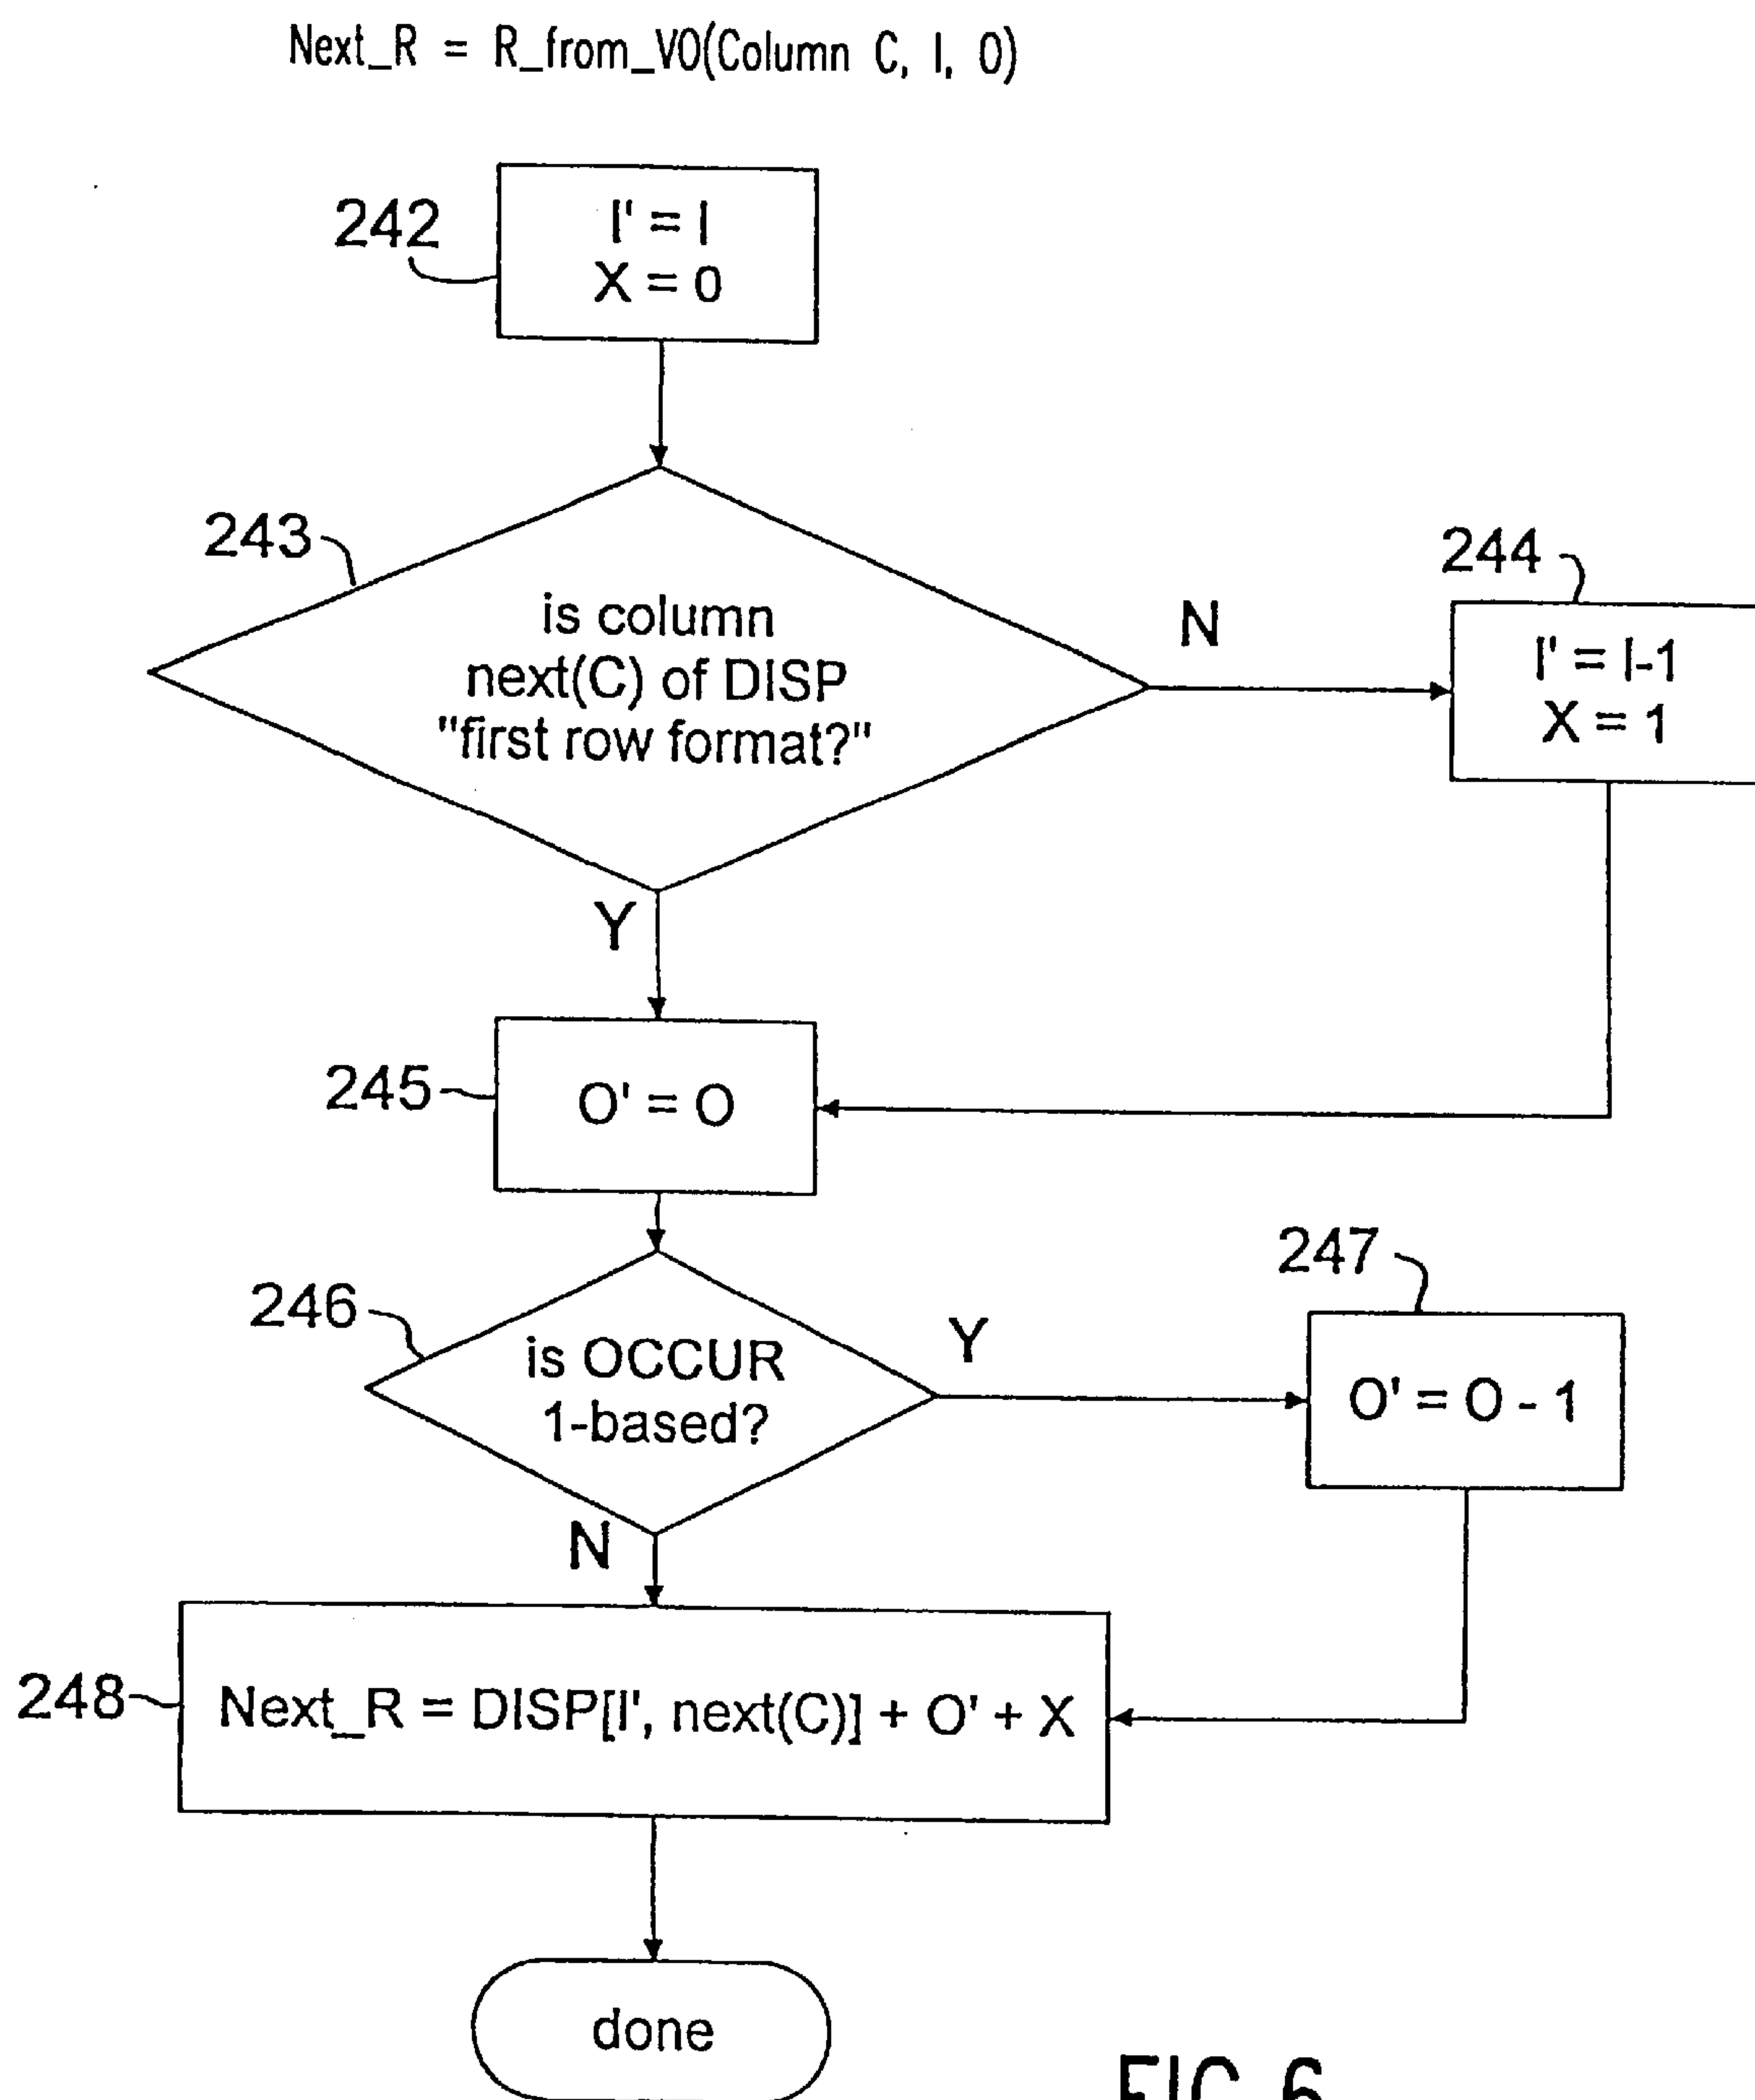 Next_R = R_from_VO(Column C, I, O)
242
I' = I
X = 0
243
is column
next(C) of DISP
"first row format?"
N
244
I' = I-1
X = 1
Y
245
O' = O
246
is OCCUR
1-based?
Y
247
O' = O - 1
N
248
Next_R = DISP[I', next(C)] + O' + X
done
FIG. 6